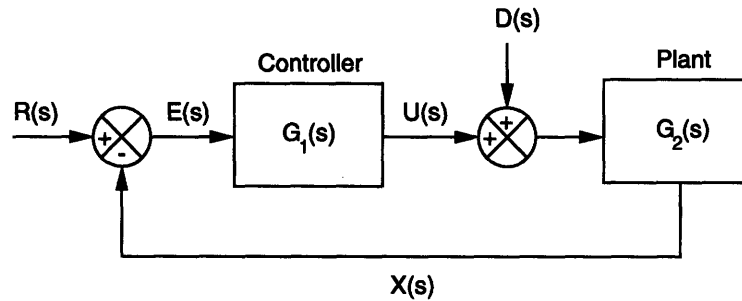 D(s)
Controller
Plant
R(s)
E(s)
U(s)
+
-
G₁(s)
+
+
G₂(s)
X(s)